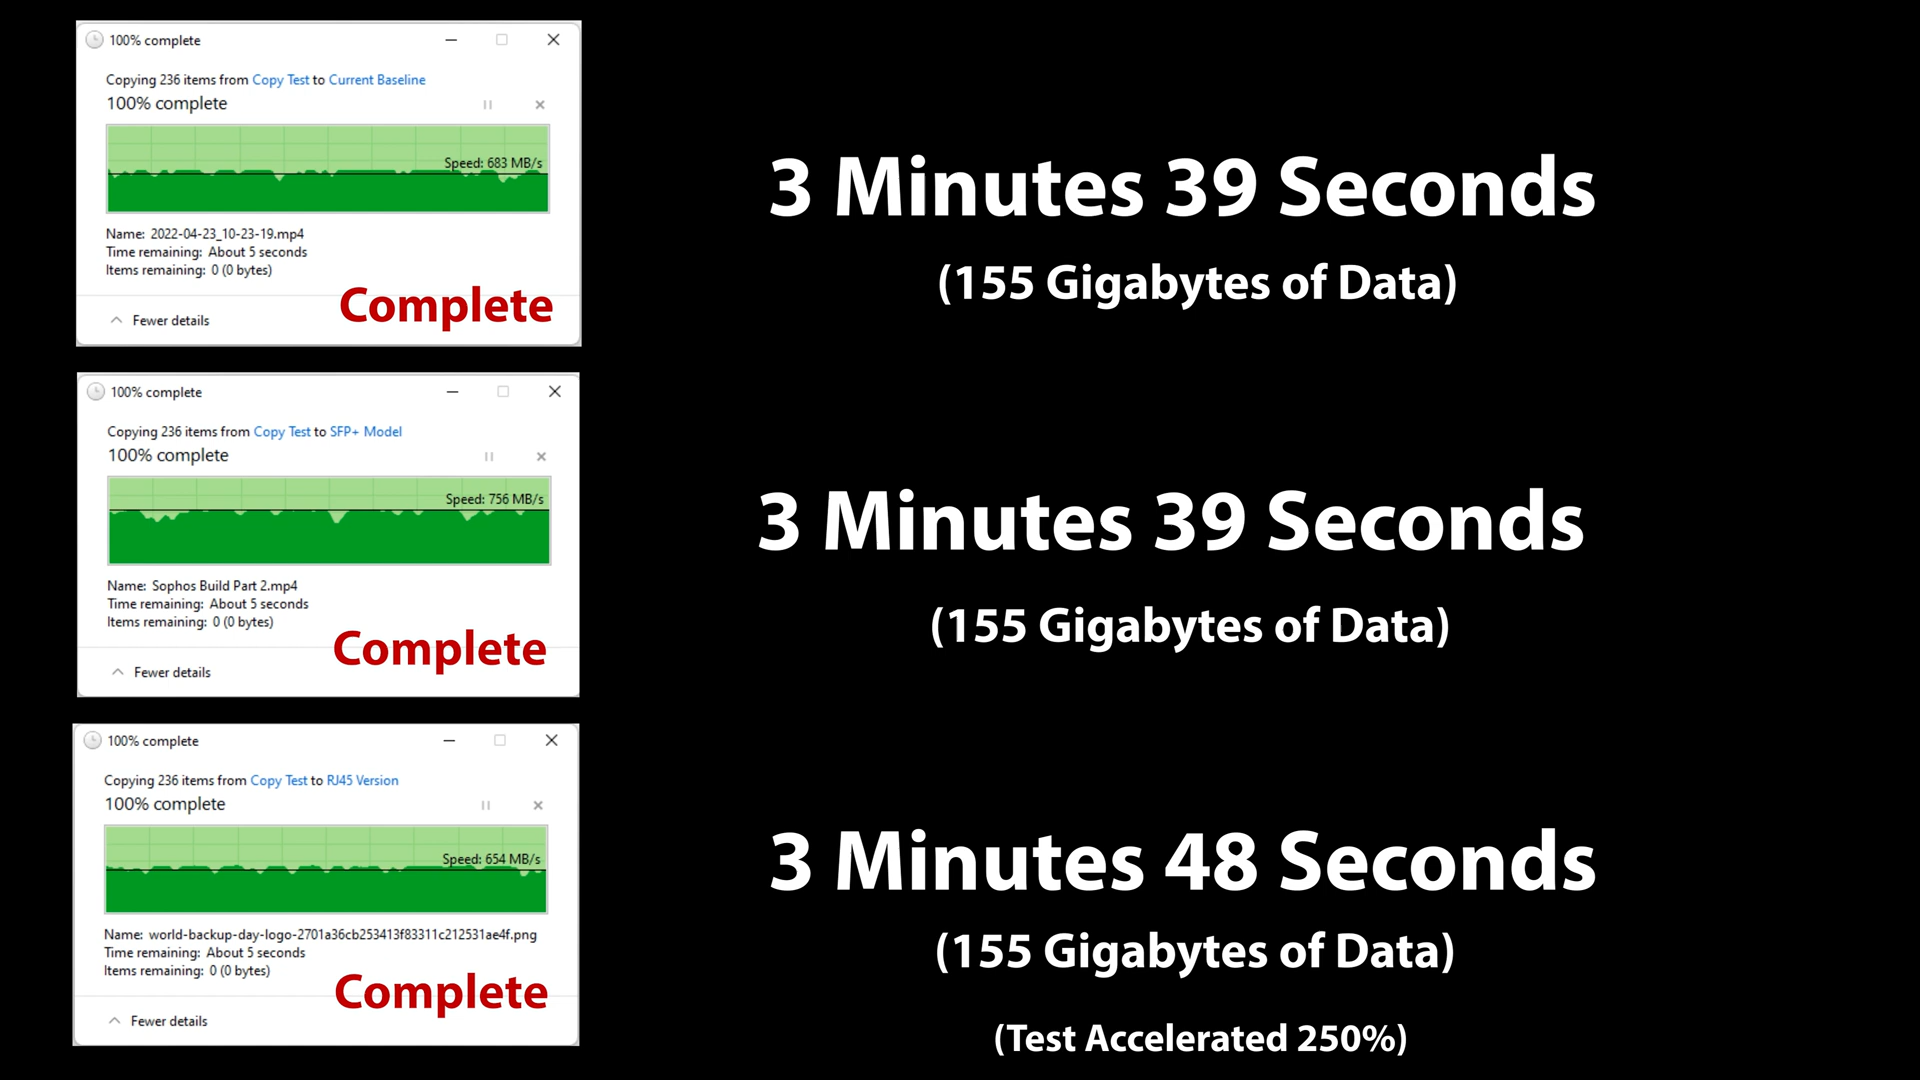 100% complete
Copying 236 items from Copy Test to Current Baseline
100% complete
Speed: 683 MB/s
Name: 2022-04-23_10-23-19.mp4
Time remaining: About 5 seconds
Items remaining: 0 (0 bytes)
Complete
Fewer details
3 Minutes 39 Seconds
(155 Gigabytes of Data)
100% complete
Copying 236 items from Copy Test to SFP+ Model
100% complete
Speed: 756 MB/s
Name: Sophos Build Part 2.mp4
Time remaining: About 5 seconds
Items remaining: 0 (0 bytes)
Complete
Fewer details
3 Minutes 39 Seconds
(155 Gigabytes of Data)
100% complete
Copying 236 items from Copy Test to RJ45 Version
100% complete
Speed: 654 MB/s
Name: world-backup-day-logo-2701a36cb253413f83311c212531ae4f.png
Time remaining: About 5 seconds
Items remaining: 0 (0 bytes)
Complete
Fewer details
3 Minutes 48 Seconds
(155 Gigabytes of Data)
(Test Accelerated 250%)